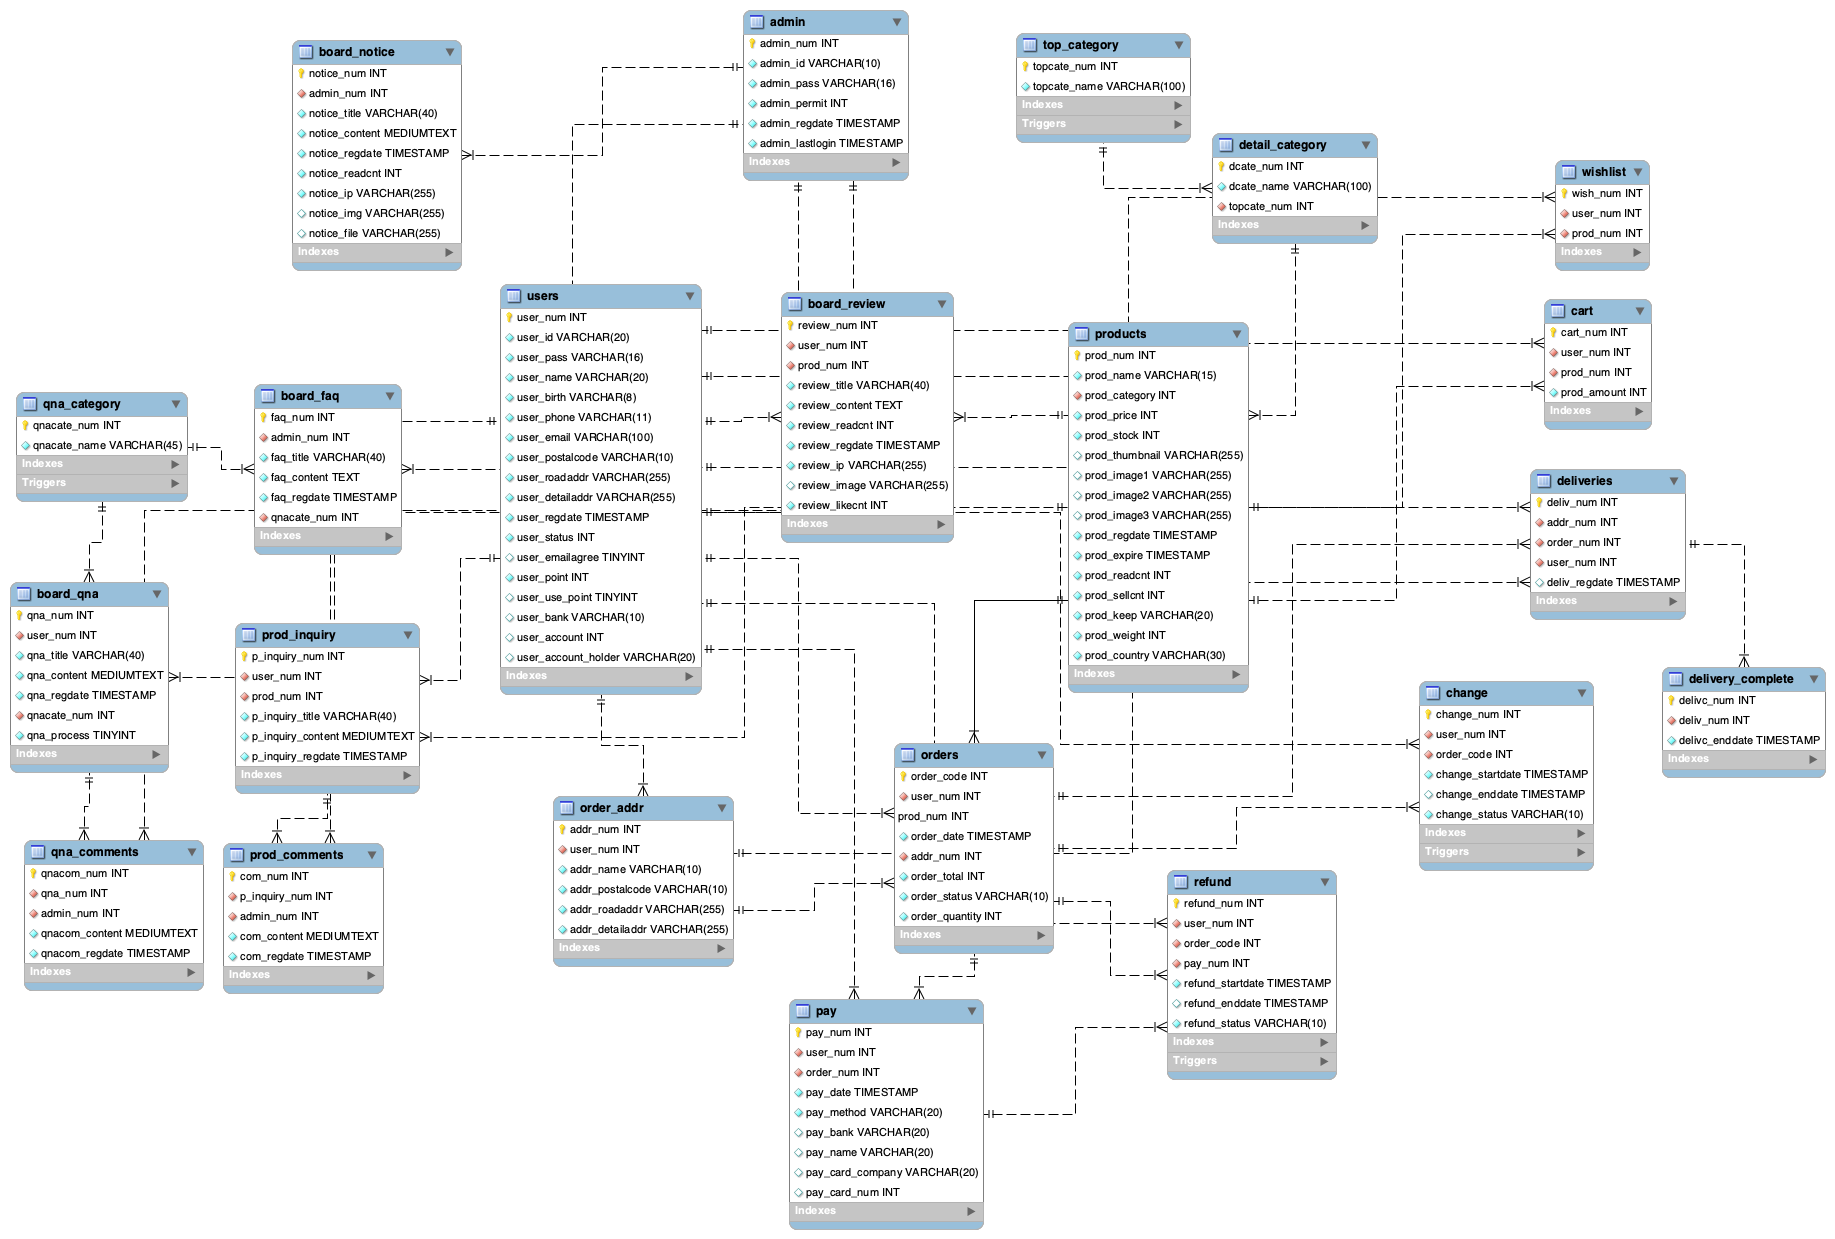 board_notice
notice_num INT
admin_num INT
notice_title VARCHAR(40)
notice_content MEDIUMTEXT
notice_regdate TIMESTAMP
notice_readcnt INT
notice_ip VARCHAR(255)
notice_img VARCHAR(255)
notice_file VARCHAR(255)
Indexes
admin
admin_num INT
admin_id VARCHAR(10)
admin_pass VARCHAR(16)
admin_permit INT
admin_regdate TIMESTAMP
admin_lastlogin TIMESTAMP
Indexes
top_category
topcate_num INT
topcate_name VARCHAR(100)
Indexes
Triggers
detail_category
dcate_num INT
dcate_name VARCHAR(100)
topcate_num INT
Indexes
wishlist
wish_num INT
user_num INT
prod_num INT
Indexes
users
user_num INT
user_id VARCHAR(20)
user_pass VARCHAR(16)
user_name VARCHAR(20)
user_birth VARCHAR(8)
user_phone VARCHAR(11)
user_email VARCHAR(100)
user_postalcode VARCHAR(10)
user_roadaddr VARCHAR(255)
user_detailaddr VARCHAR(255)
user_regdate TIMESTAMP
user_status INT
user_emailagree TINYINT
user_point INT
user_use_point TINYINT
user_bank VARCHAR(10)
user_account INT
user_account_holder VARCHAR(20)
Indexes
board_review
review_num INT
user_num INT
prod_num INT
review_title VARCHAR(40)
review_content TEXT
review_readcnt INT
review_regdate TIMESTAMP
review_ip VARCHAR(255)
review_image VARCHAR(255)
review_likecnt INT
Indexes
products
prod_num INT
prod_name VARCHAR(15)
prod_category INT
prod_price INT
prod_stock INT
prod_thumbnail VARCHAR(255)
prod_image1 VARCHAR(255)
prod_image2 VARCHAR(255)
prod_image3 VARCHAR(255)
prod_regdate TIMESTAMP
prod_expire TIMESTAMP
prod_readcnt INT
prod_sellcnt INT
prod_keep VARCHAR(20)
prod_weight INT
prod_country VARCHAR(30)
Indexes
cart
cart_num INT
user_num INT
prod_num INT
prod_amount INT
Indexes
qna_category
qnacate_num INT
qnacate_name VARCHAR(45)
Indexes
Triggers
board_faq
faq_num INT
admin_num INT
faq_title VARCHAR(40)
faq_content TEXT
faq_regdate TIMESTAMP
qnacate_num INT
Indexes
deliveries
deliv_num INT
addr_num INT
order_num INT
user_num INT
deliv_regdate TIMESTAMP
Indexes
board_qna
qna_num INT
user_num INT
qna_title VARCHAR(40)
qna_content MEDIUMTEXT
qna_regdate TIMESTAMP
qnacate_num INT
qna_process TINYINT
Indexes
prod_inquiry
p_inquiry_num INT
user_num INT
prod_num INT
p_inquiry_title VARCHAR(40)
p_inquiry_content MEDIUMTEXT
p_inquiry_regdate TIMESTAMP
Indexes
delivery_complete
delivc_num INT
deliv_num INT
delivc_enddate TIMESTAMP
Indexes
change
change_num INT
user_num INT
order_code INT
change_startdate TIMESTAMP
change_enddate TIMESTAMP
change_status VARCHAR(10)
Indexes
Triggers
orders
order_code INT
user_num INT
prod_num INT
order_date TIMESTAMP
addr_num INT
order_total INT
order_status VARCHAR(10)
order_quantity INT
Indexes
order_addr
addr_num INT
user_num INT
addr_name VARCHAR(10)
addr_postalcode VARCHAR(10)
addr_roadaddr VARCHAR(255)
addr_detailaddr VARCHAR(255)
Indexes
qna_comments
qnacom_num INT
qna_num INT
admin_num INT
qnacom_content MEDIUMTEXT
qnacom_regdate TIMESTAMP
Indexes
prod_comments
com_num INT
p_inquiry_num INT
admin_num INT
com_content MEDIUMTEXT
com_regdate TIMESTAMP
Indexes
refund
refund_num INT
user_num INT
order_code INT
pay_num INT
refund_startdate TIMESTAMP
refund_enddate TIMESTAMP
refund_status VARCHAR(10)
Indexes
Triggers
pay
pay_num INT
user_num INT
order_num INT
pay_date TIMESTAMP
pay_method VARCHAR(20)
pay_bank VARCHAR(20)
pay_name VARCHAR(20)
pay_card_company VARCHAR(20)
pay_card_num INT
Indexes